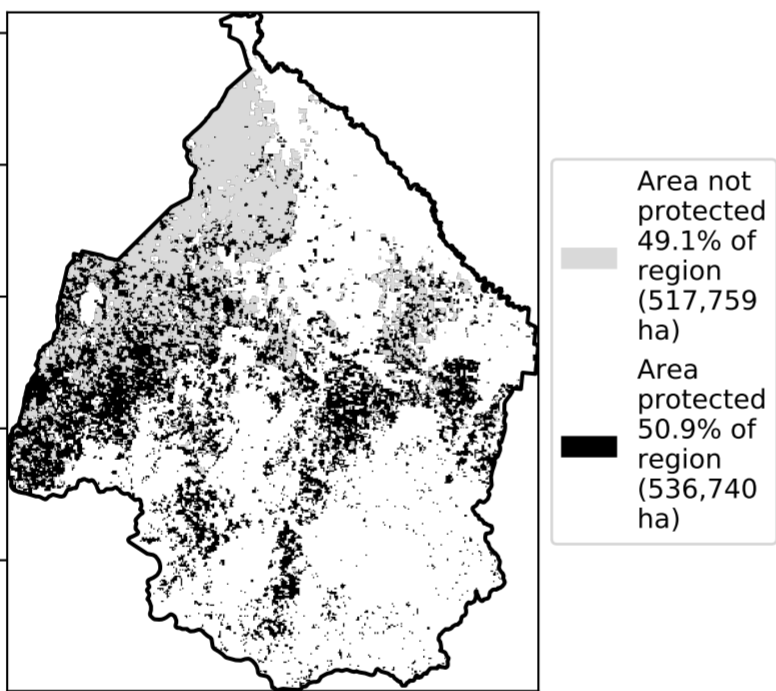 Area not
protected
49.1% of
region
(517,759
ha)
Area
protected
50.9% of
region
(536,740
ha)